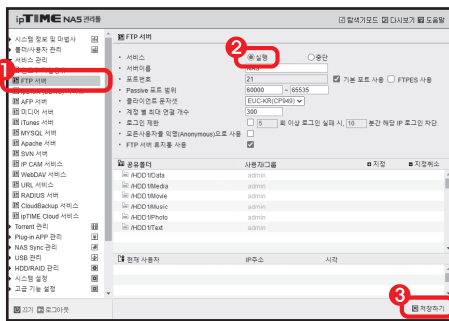 ipTIME NAS 관리툴
탐색기모드 다시보기 도움말
시스템 정보 및 마법사
폴더/사용자 관리
서비스 관리
1
FTP 서버
AFP 서버
미디어 서버
iTunes 서버
MYSQL 서버
Apache 서버
SVN 서버
IP CAM 서비스
WebDAV 서비스
URL 서비스
RADIUS 서버
CloudBackup 서비스
ipTIME Cloud 서비스
Torrent 관리
Plug-in APP 관리
NAS Sync 관리
USB 관리
HDD/RAID 관리
시스템 설정
고급 기능 설정
끄기 로그아웃
FTP 서버
2
서비스 실행 중단
서버이름
포트번호 21 기본 포트 사용 FTPES 사용
Passive 포트 범위 60000 ~ 65535
클라이언트 문자셋 EUC-KR(CP949)
계정 별 최대 연결 개수 300
로그인 제한 5 회 이상 로그인 실패 시, 10 분간 해당 IP 로그인 차단.
모든사용자를 익명(Anonymous)으로 사용
FTP 서버 휴지통 사용
공유폴더 사용자/그룹 지정 지정취소
/HDD1/Data admin
/HDD1/Media admin
/HDD1/Movie admin
/HDD1/Music admin
/HDD1/Photo admin
/HDD1/Text admin
현재 사용자 IP주소 시각
3
저장하기